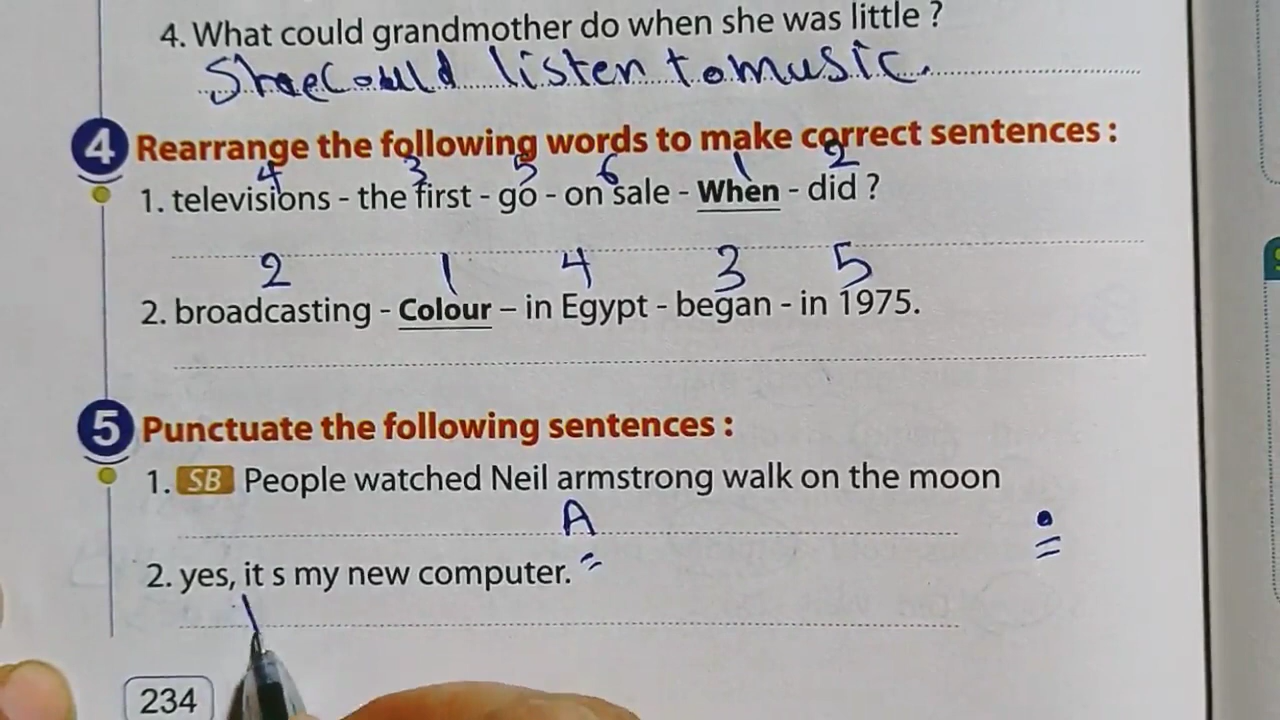 4. What could grandmother do when she was little ?
She could listen to music.
4 Rearrange the following words to make correct sentences :
4 3 5 6 1 2
1. televisions - the first - go - on sale - When - did ?
2 1 4 3 5
2. broadcasting - Colour – in Egypt - began - in 1975.
5 Punctuate the following sentences :
1. SB People watched Neil armstrong walk on the moon
A .
2. yes, it s my new computer.
234